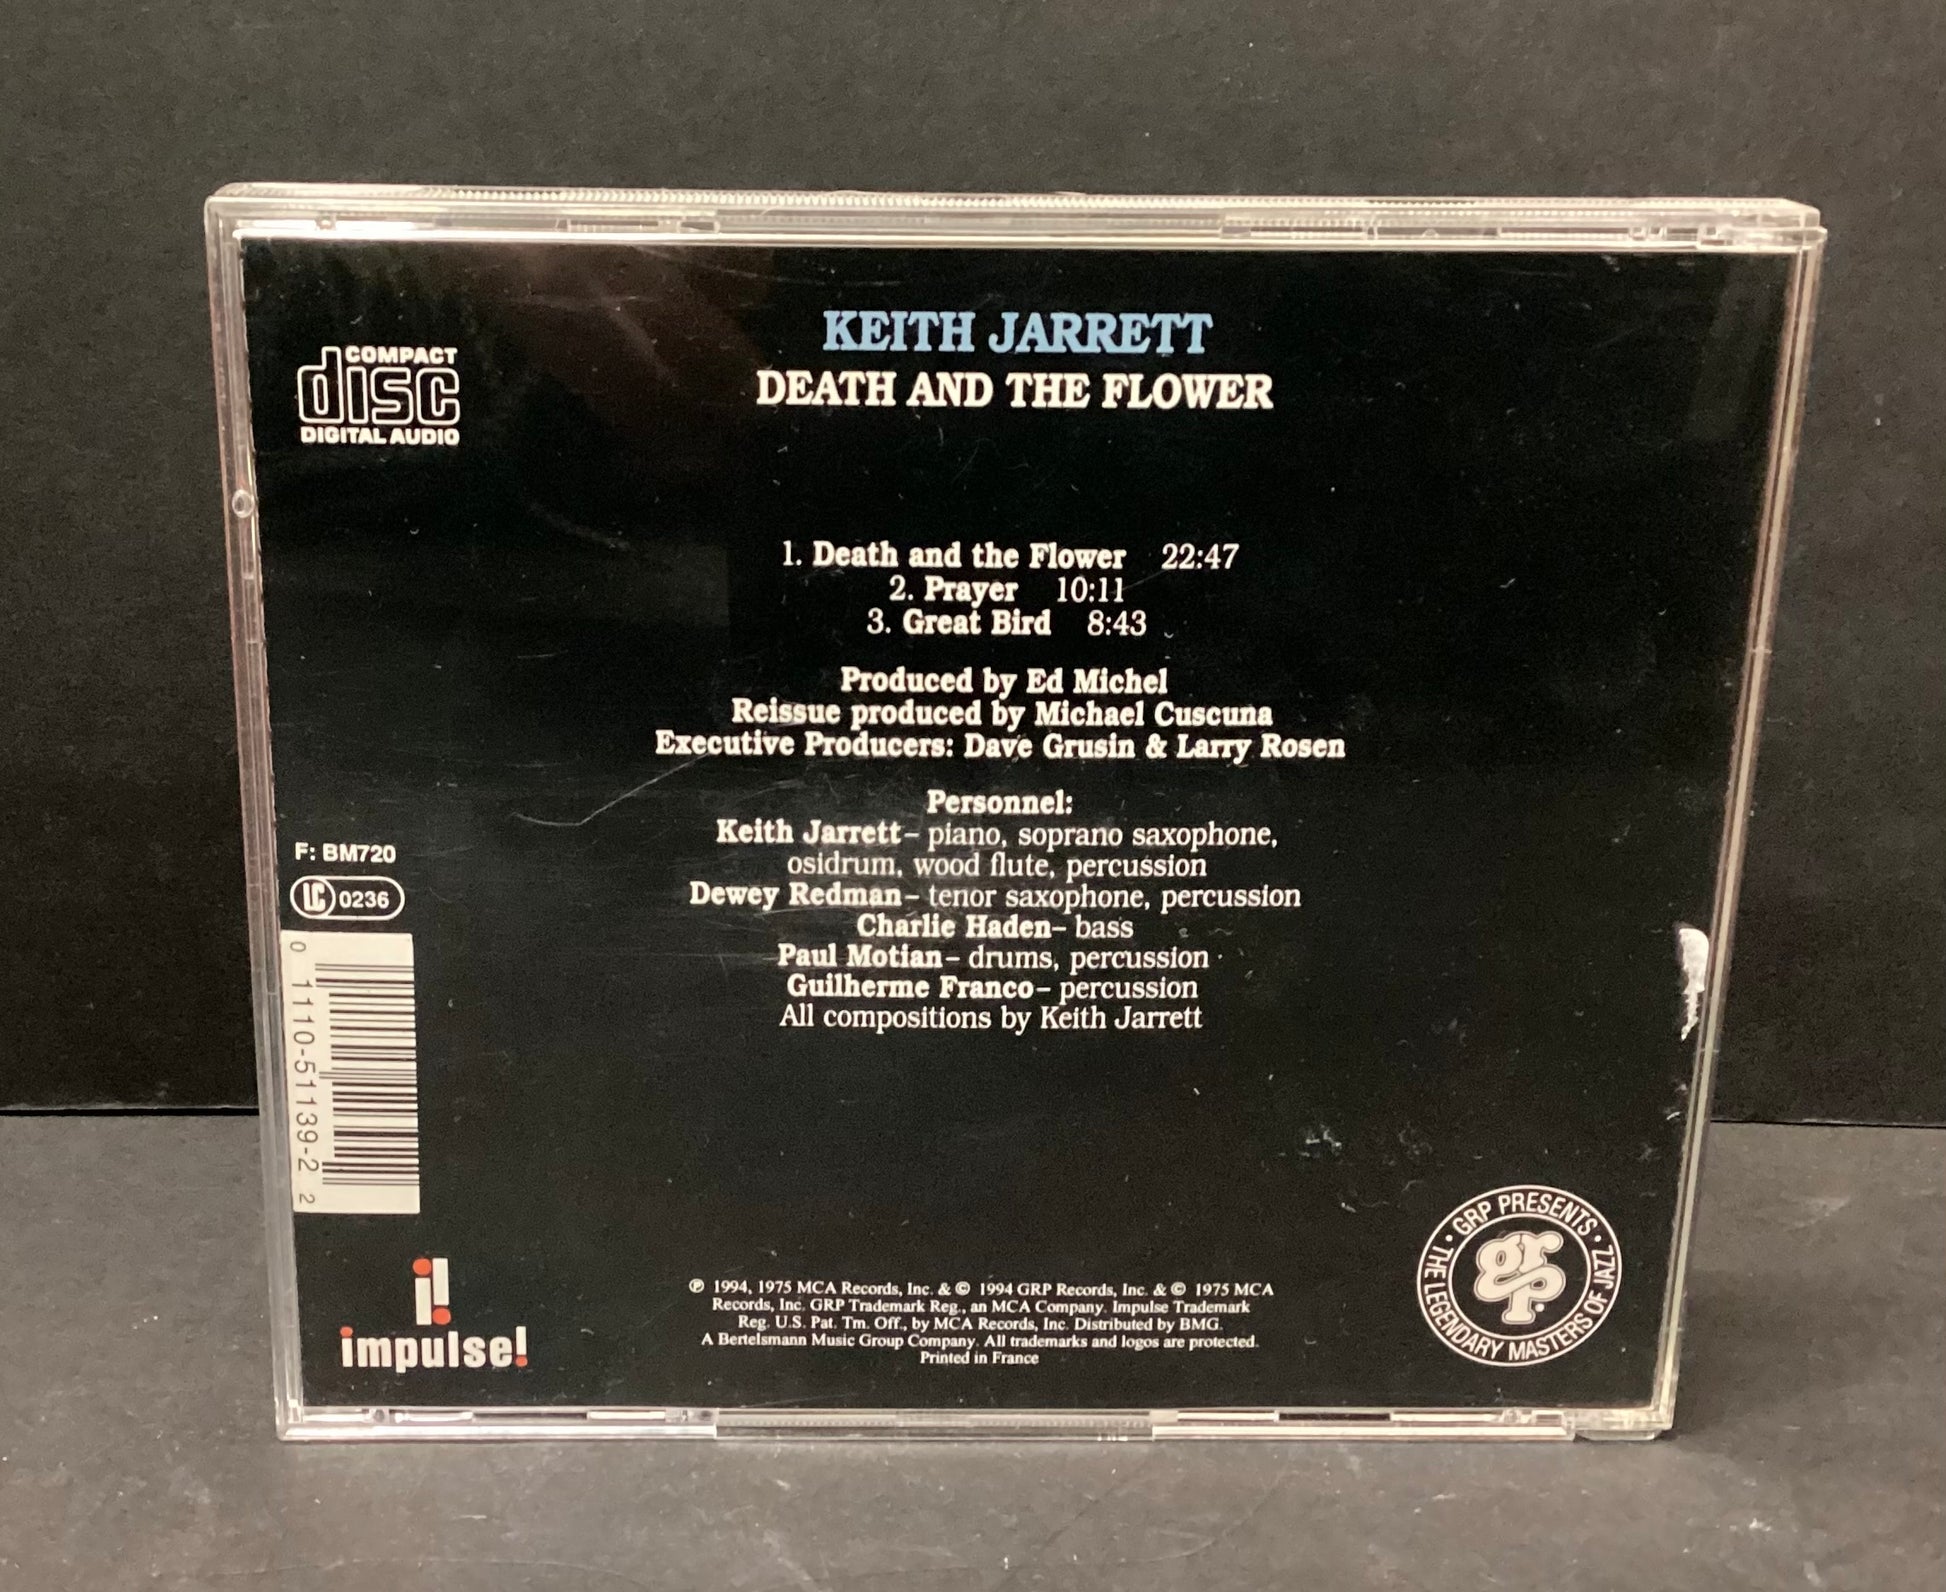 COMPACT
disc
DIGITAL AUDIO
KEITH JARRETT
DEATH AND THE FLOWER
1. Death and the Flower 22:47
2. Prayer 10:11
3. Great Bird 8:43
Produced by Ed Michel
Reissue produced by Michael Cuscuna
Executive Producers: Dave Grusin & Larry Rosen
Personnel:
Keith Jarrett– piano, soprano saxophone,
osidrum, wood flute, percussion
Dewey Redman– tenor saxophone, percussion
Charlie Haden– bass
Paul Motian– drums, percussion
Guilherme Franco– percussion
All compositions by Keith Jarrett
F: BM720
LC 0236
0 1110-51139-2 2
i!
impulse!
℗ 1994, 1975 MCA Records, Inc. & © 1994 GRP Records, Inc. & © 1975 MCA
Records, Inc. GRP Trademark Reg., an MCA Company. Impulse Trademark
Reg. U.S. Pat. Tm. Off., by MCA Records, Inc. Distributed by BMG.
A Bertelsmann Music Group Company. All trademarks and logos are protected.
Printed in France
• GRP PRESENTS •
THE LEGENDARY MASTERS OF JAZZ
grp